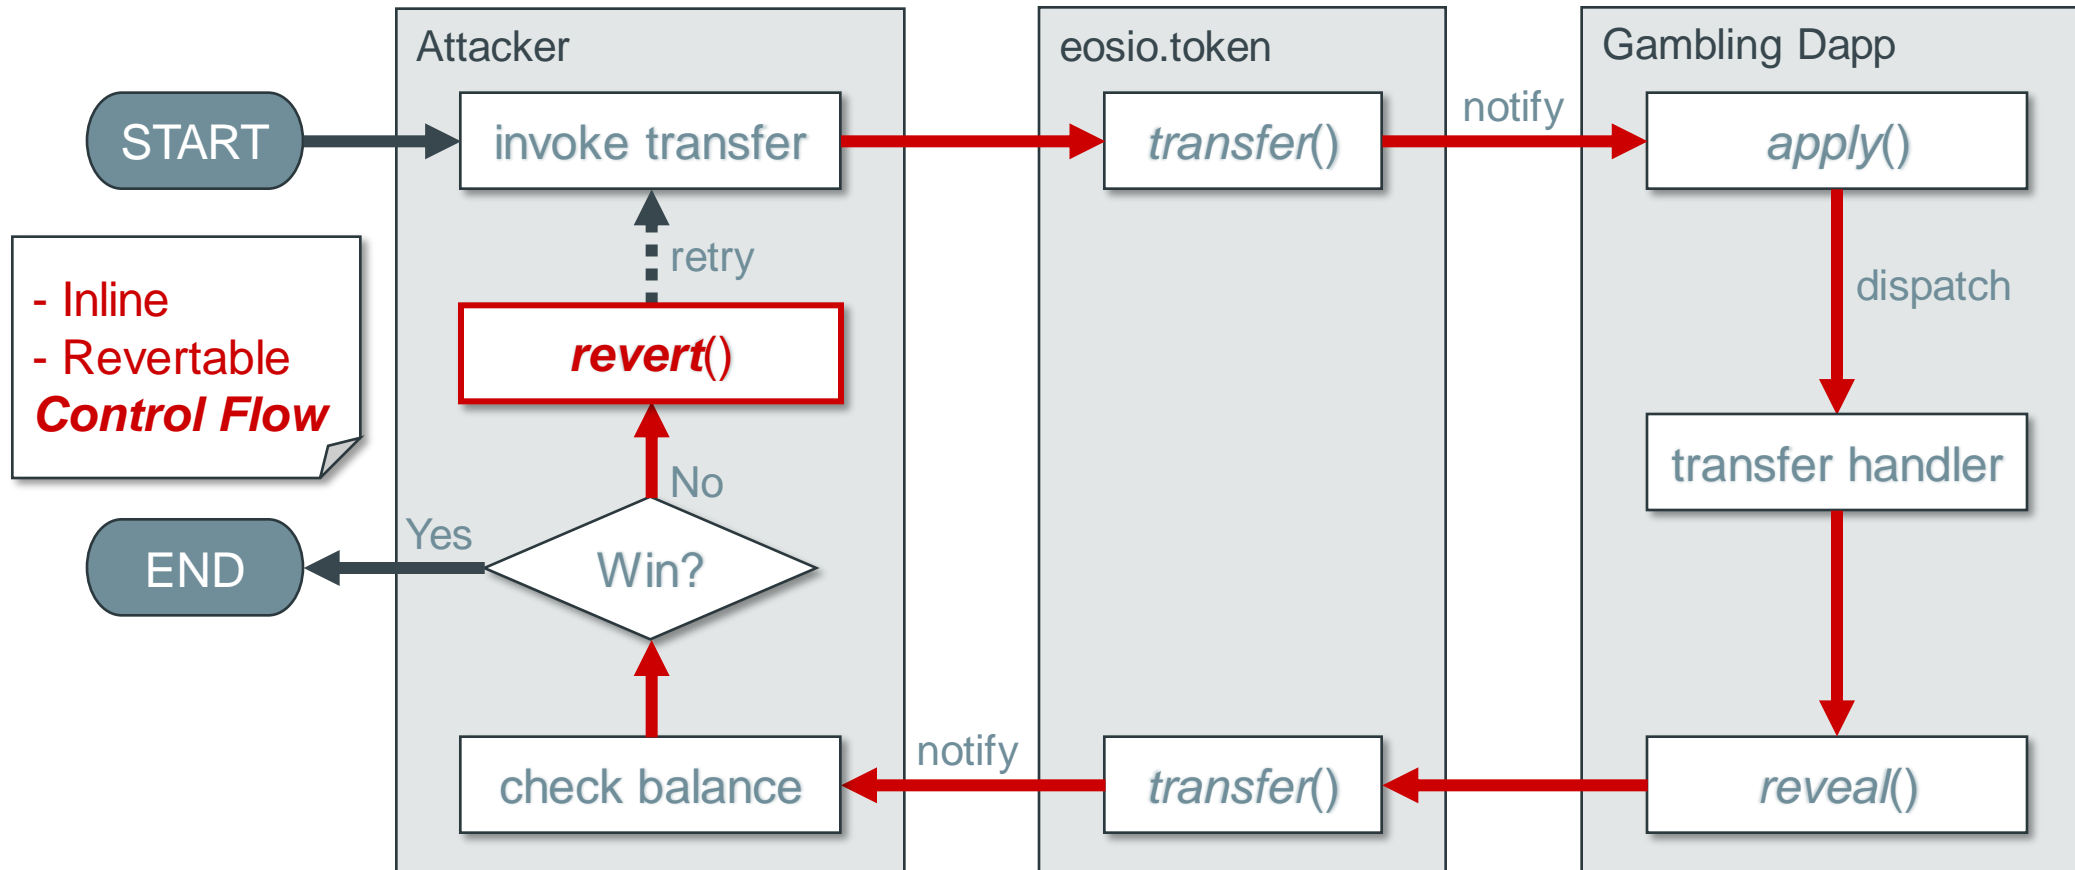 Attacker
eosio.token
Gambling Dapp
START
invoke transfer
transfer()
notify
apply()
retry
dispatch
- Inline
- Revertable
Control Flow
revert()
No
transfer handler
Yes
END
Win?
check balance
notify
transfer()
reveal()